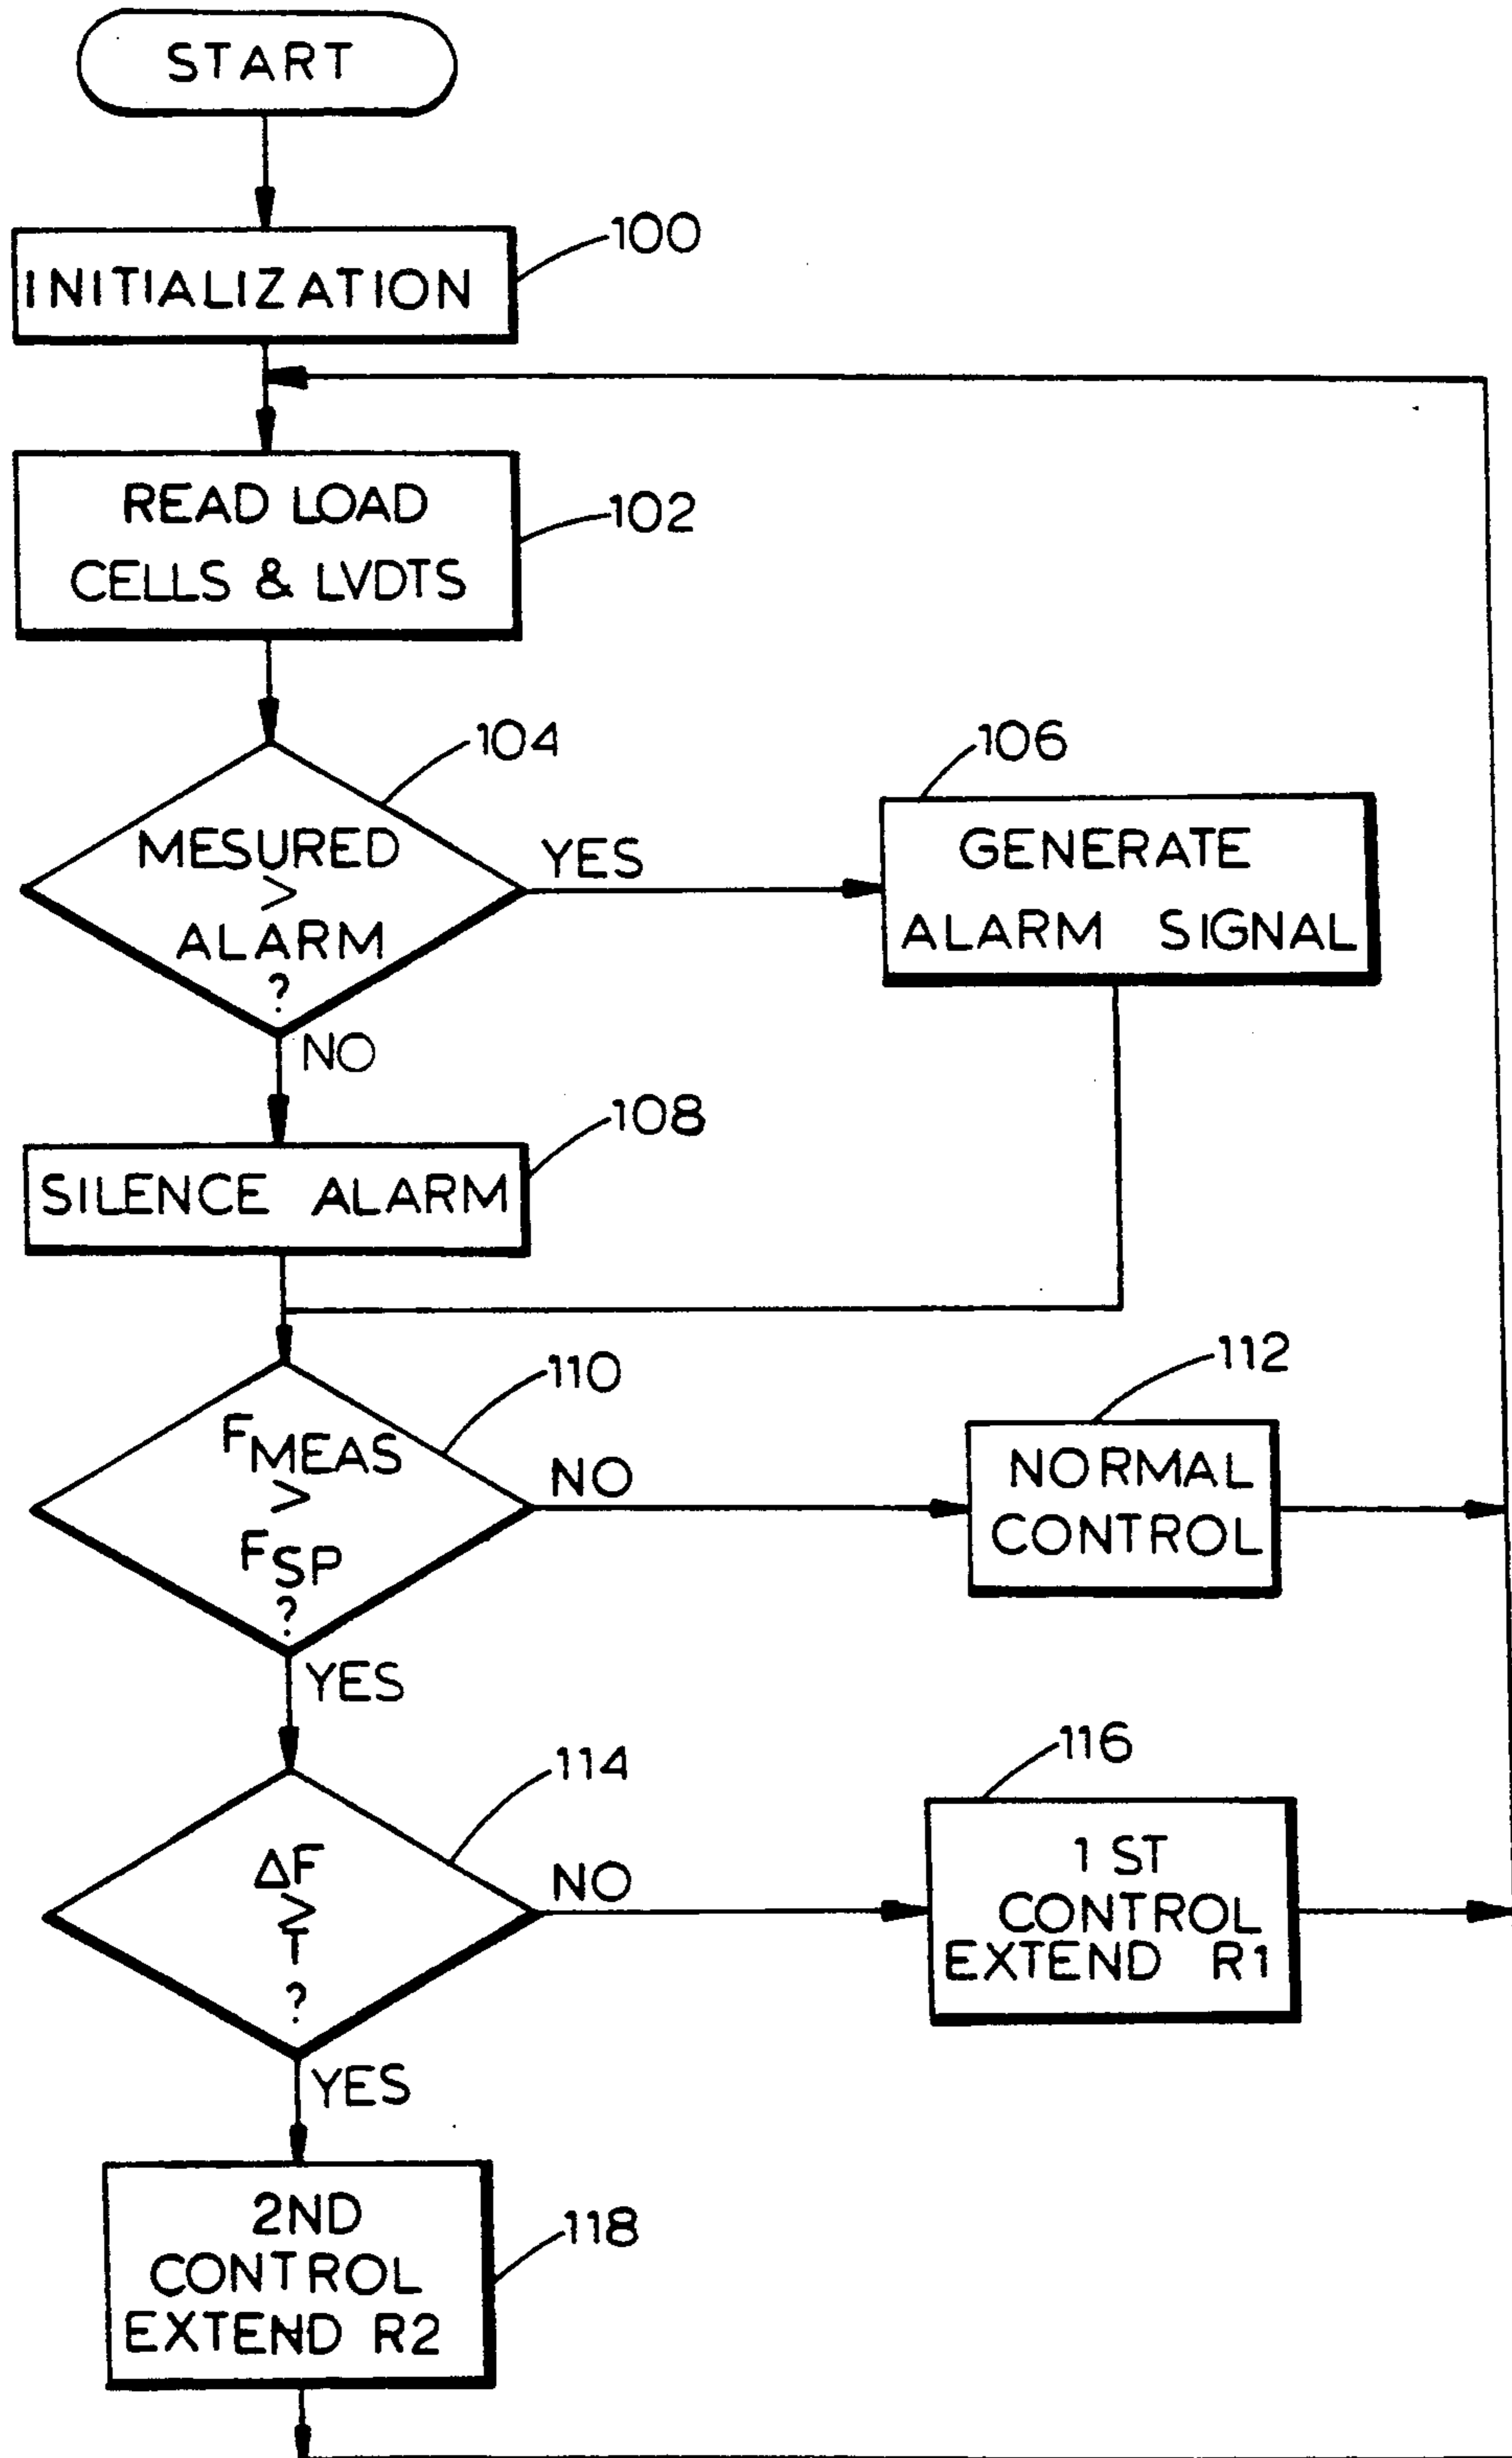 START
100
INITIALIZATION
102
READ LOAD
CELLS & LVDTS
104
106
MESURED
>
ALARM
?
YES
GENERATE
ALARM SIGNAL
NO
108
SILENCE ALARM
110
112
FMEAS
>
FSP
?
NO
NORMAL
CONTROL
YES
114
116
ΔF
≥
T
?
NO
1 ST
CONTROL
EXTEND R1
YES
118
2ND
CONTROL
EXTEND R2